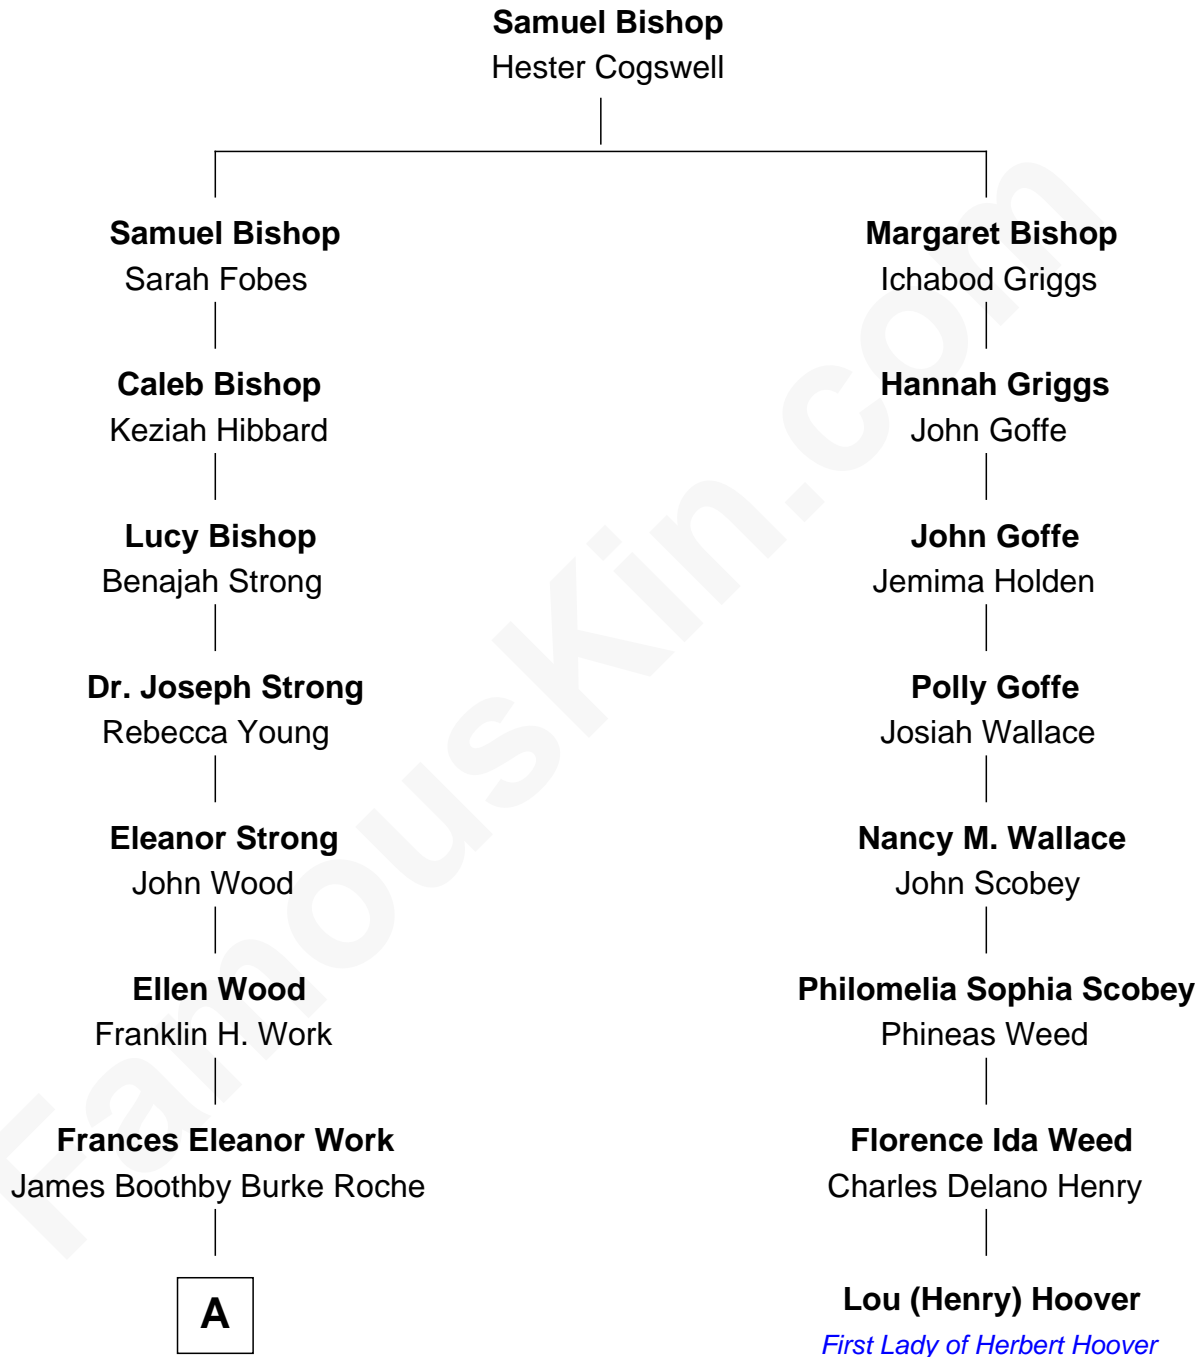 Samuel Bishop
Hester Cogswell
Samuel Bishop
Sarah Fobes
Caleb Bishop
Keziah Hibbard
Lucy Bishop
Benajah Strong
Dr. Joseph Strong
Rebecca Young
Eleanor Strong
John Wood
Ellen Wood
Franklin H. Work
Frances Eleanor Work
James Boothby Burke Roche
A
Margaret Bishop
Ichabod Griggs
Hannah Griggs
John Goffe
John Goffe
Jemima Holden
Polly Goffe
Josiah Wallace
Nancy M. Wallace
John Scobey
Philomelia Sophia Scobey
Phineas Weed
Florence Ida Weed
Charles Delano Henry
Lou (Henry) Hoover
First Lady of Herbert Hoover
FamousKin.com